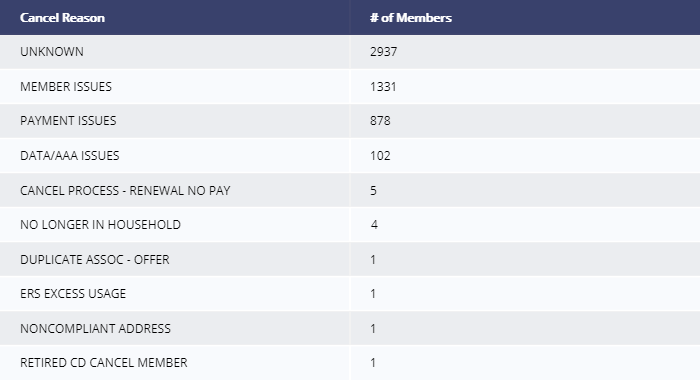 Cancel Reason # of Members
UNKNOWN 2937
MEMBER ISSUES 1331
PAYMENT ISSUES 878
DATA/AAA ISSUES 102
CANCEL PROCESS - RENEWAL NO PAY 5
NO LONGER IN HOUSEHOLD 4
DUPLICATE ASSOC - OFFER 1
ERS EXCESS USAGE 1
NONCOMPLIANT ADDRESS 1
RETIRED CD CANCEL MEMBER 1